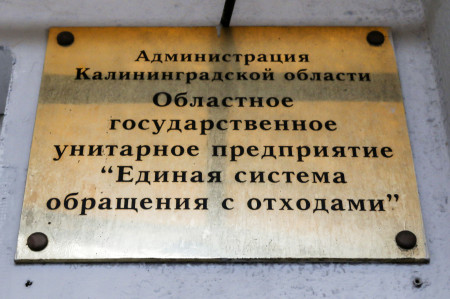 Администрация
Калининградской области
Областное
государственное
унитарное предприятие
“Единая система
обращения с отходами”